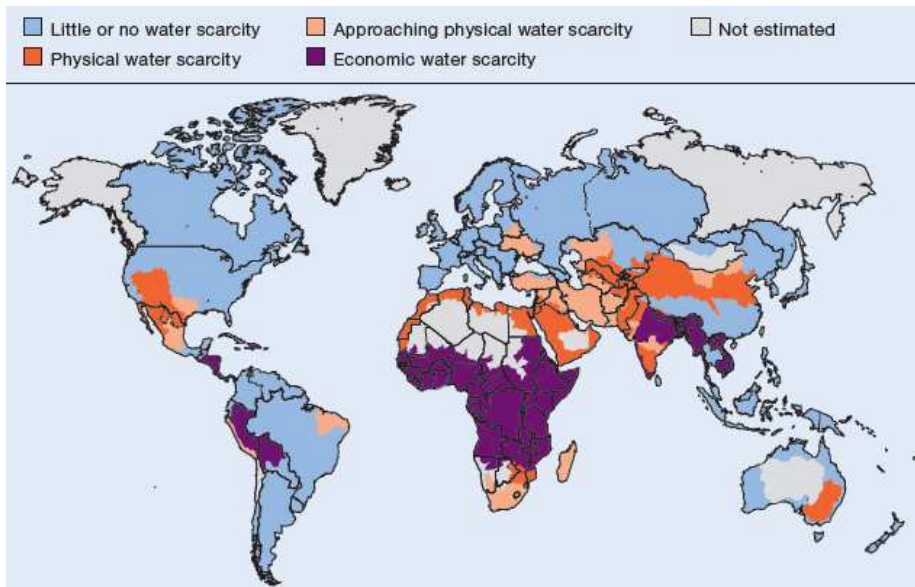 Little or no water scarcity Approaching physical water scarcity Not estimated
Physical water scarcity Economic water scarcity